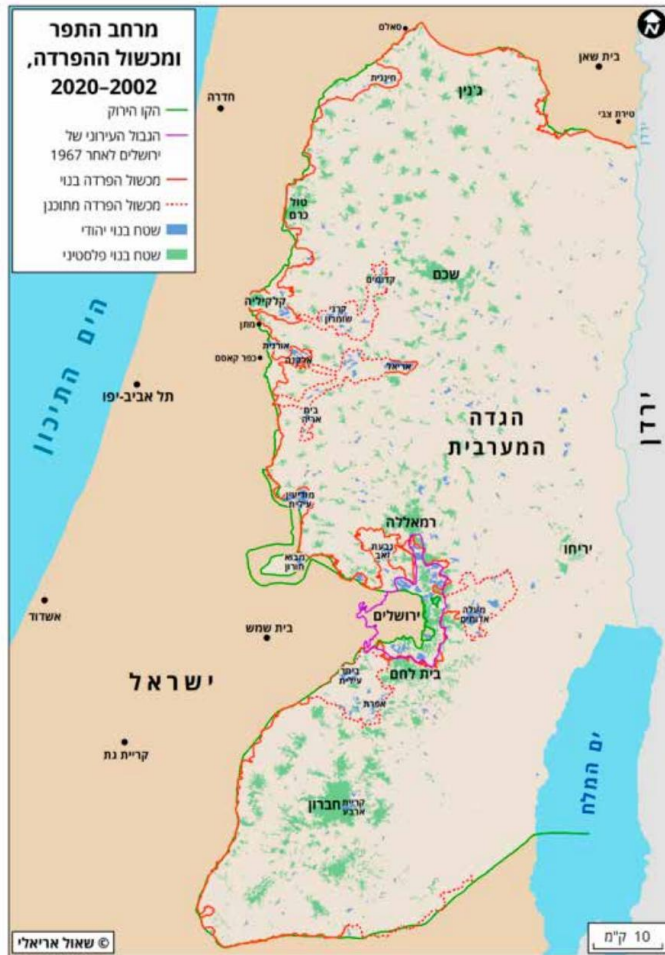 מרחב התפר
ומכשול ההפרדה,
2020–2002
הקו הירוק
הגבול העירוני של
ירושלים לאחר 1967
מכשול הפרדה בנוי
מכשול הפרדה מתוכנן
שטח בנוי יהודי
שטח בנוי פלסטיני
סאלם
בית שאן
ג'נין
חיננית
חדרה
טירת צבי
ירדן
טול
כרם
שכם
קדומים
קלקיליה
קרני
שומרון
מתן
אורנית
אלקנה
כפר קאסם
אריאל
הים התיכון
תל אביב-יפו
בית
אריה
הגדה
המערבית
ירדן
מודיעין
עילית
רמאללה
גבעת
זאב
יריחו
מבוא
חורון
ירושלים
מעלה
אדומים
אשדוד
בית שמש
ביתר
עילית
בית לחם
ישראל
אפרת
קריית גת
ים המלח
חברון
קריית
ארבע
© שאול אריאלי
10 ק"מ
N